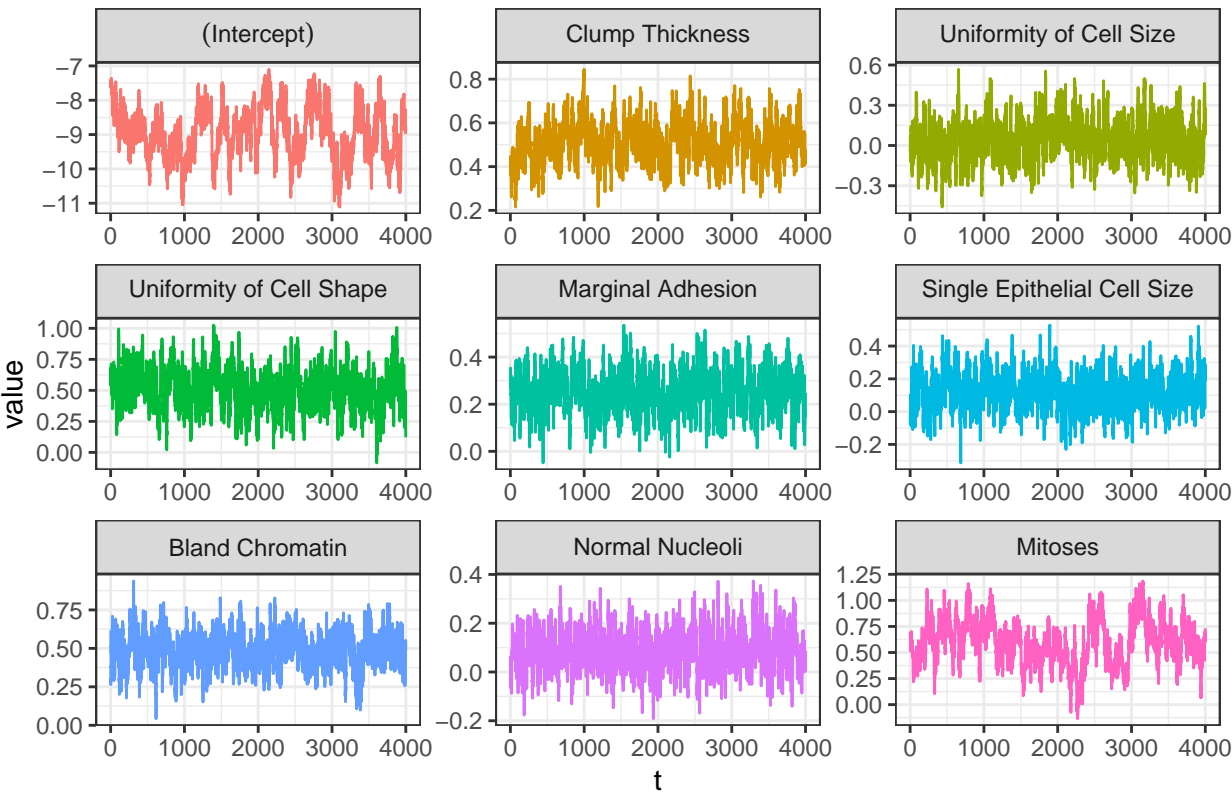 (Intercept) Clump Thickness Uniformity of Cell Size
−7
−8
−9
−10
−11
0 1000 2000 3000 4000
0.8
0.6
0.4
0.2
0 1000 2000 3000 4000
0.6
0.3
0.0
−0.3
0 1000 2000 3000 4000
Uniformity of Cell Shape Marginal Adhesion Single Epithelial Cell Size
1.00
0.75
0.50
0.25
0.00
0 1000 2000 3000 4000
0.4
0.2
0.0
0 1000 2000 3000 4000
0.4
0.2
0.0
−0.2
0 1000 2000 3000 4000
Bland Chromatin Normal Nucleoli Mitoses
0.75
0.50
0.25
0.00
0 1000 2000 3000 4000
0.4
0.2
0.0
−0.2
0 1000 2000 3000 4000
1.25
1.00
0.75
0.50
0.25
0.00
0 1000 2000 3000 4000
value
t